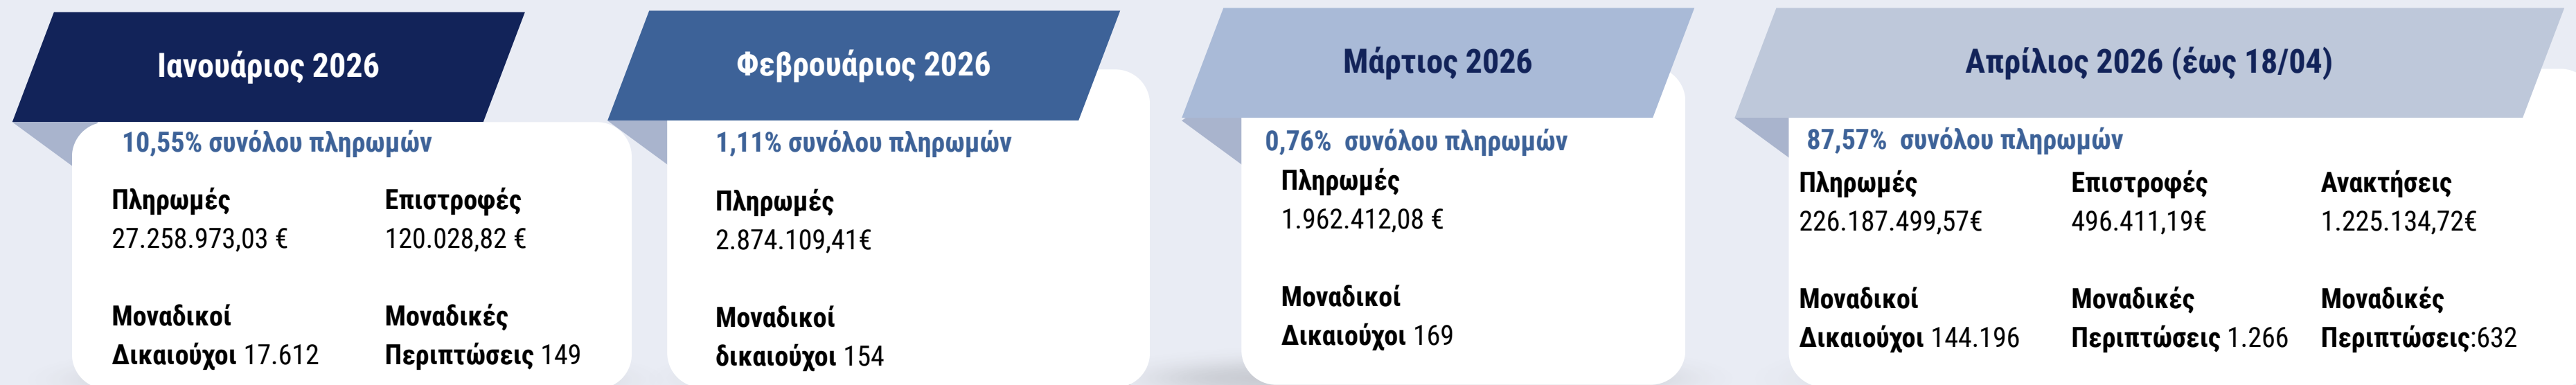 Ιανουάριος 2026
10,55% συνόλου πληρωμών
Πληρωμές
27.258.973,03 €
Επιστροφές
120.028,82 €
Μοναδικοί
Δικαιούχοι 17.612
Μοναδικές
Περιπτώσεις 149
Φεβρουάριος 2026
1,11% συνόλου πληρωμών
Πληρωμές
2.874.109,41€
Μοναδικοί
δικαιούχοι 154
Μάρτιος 2026
0,76% συνόλου πληρωμών
Πληρωμές
1.962.412,08 €
Μοναδικοί
Δικαιούχοι 169
Απρίλιος 2026 (έως 18/04)
87,57% συνόλου πληρωμών
Πληρωμές
226.187.499,57€
Επιστροφές
496.411,19€
Ανακτήσεις
1.225.134,72€
Μοναδικοί
Δικαιούχοι 144.196
Μοναδικές
Περιπτώσεις 1.266
Μοναδικές
Περιπτώσεις:632